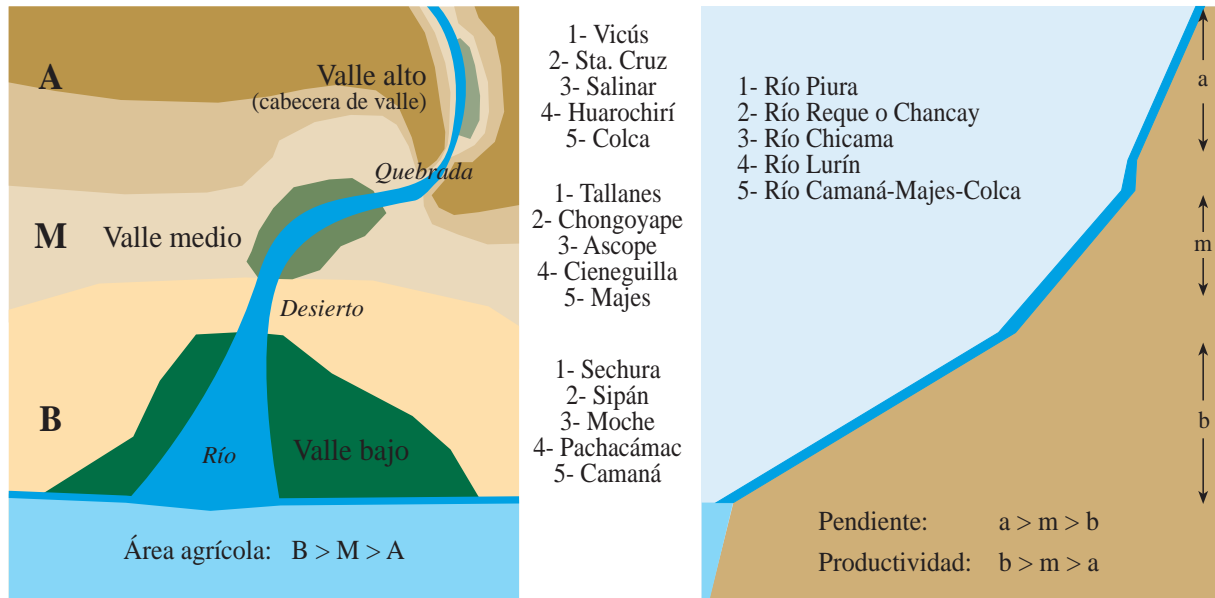 A
Valle alto
(cabecera de valle)
Quebrada
M
Valle medio
Desierto
B
Río
Valle bajo
Área agrícola: B > M > A
1- Vicús
2- Sta. Cruz
3- Salinar
4- Huarochirí
5- Colca
1- Tallanes
2- Chongoyape
3- Ascope
4- Cieneguilla
5- Majes
1- Sechura
2- Sipán
3- Moche
4- Pachacámac
5- Camaná
1- Río Piura
2- Río Reque o Chancay
3- Río Chicama
4- Río Lurín
5- Río Camaná-Majes-Colca
a
m
b
Pendiente: a > m > b
Productividad: b > m > a